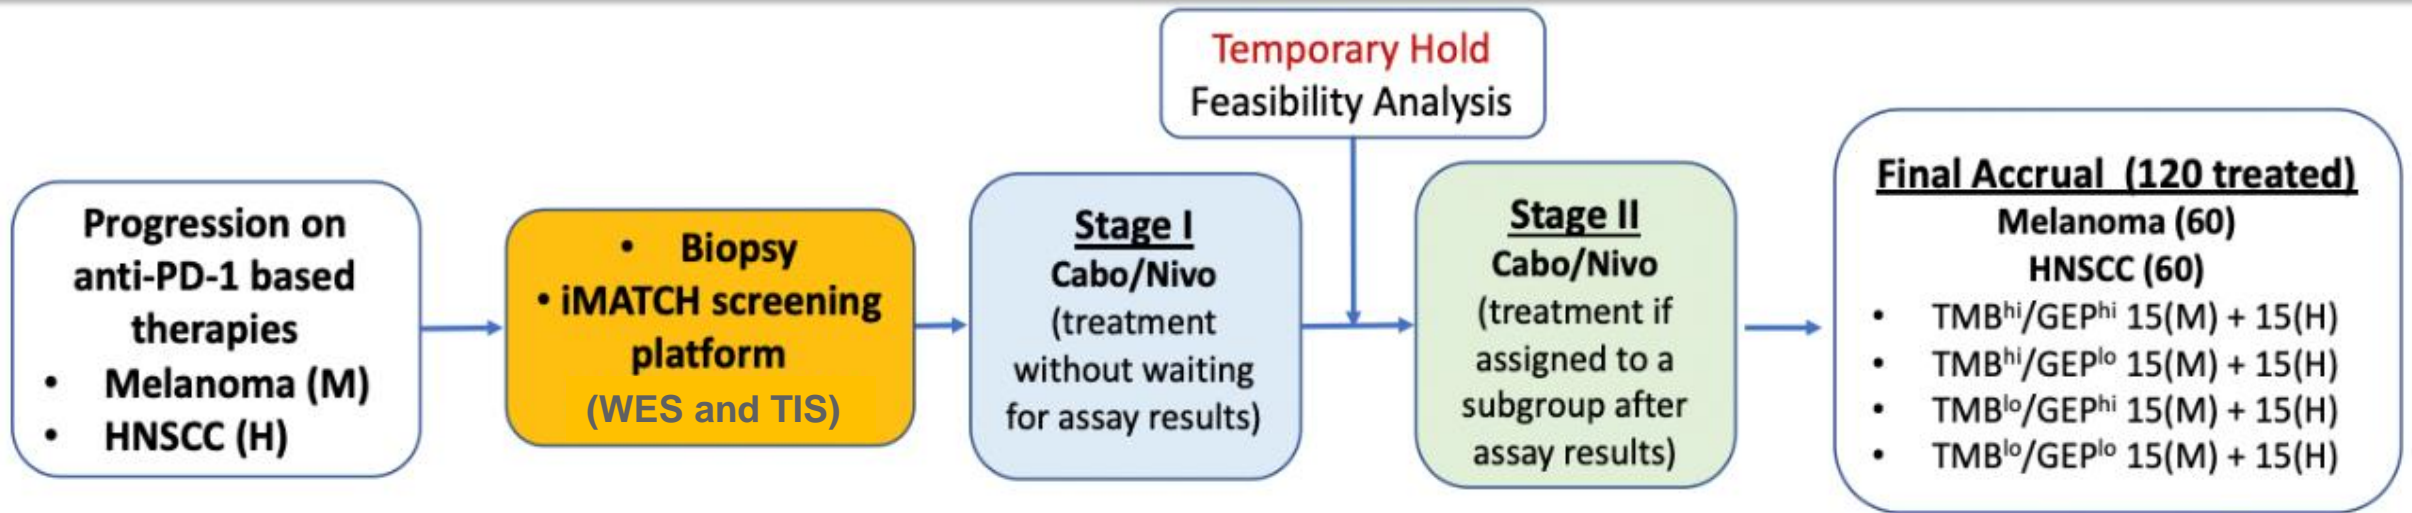 Temporary Hold
Feasibility Analysis
Progression on
anti-PD-1 based
therapies
• Melanoma (M)
• HNSCC (H)
• Biopsy
• iMATCH screening
platform
(WES and TIS)
Stage I
Cabo/Nivo
(treatment
without waiting
for assay results)
Stage II
Cabo/Nivo
(treatment if
assigned to a
subgroup after
assay results)
Final Accrual (120 treated)
Melanoma (60)
HNSCC (60)
• TMBʰⁱ/GEPʰⁱ 15(M) + 15(H)
• TMBʰⁱ/GEPˡᵒ 15(M) + 15(H)
• TMBˡᵒ/GEPʰⁱ 15(M) + 15(H)
• TMBˡᵒ/GEPˡᵒ 15(M) + 15(H)